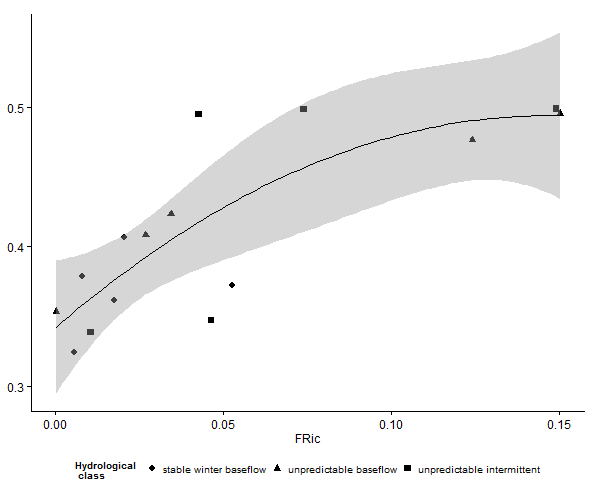 0.5
0.4
0.3
0.00 0.05 0.10 0.15
FRic
Hydrological
class
stable winter baseflow unpredictable baseflow unpredictable intermittent